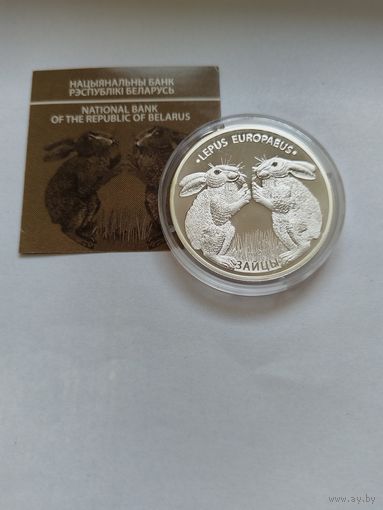 НАЦЫЯНАЛЬНЫ БАНК
РЭСПУБЛІКІ БЕЛАРУСЬ
NATIONAL BANK
OF THE REPUBLIC OF BELARUS
• LEPUS EUROPAEUS •
ЗАЙЦЫ
www.ay.by